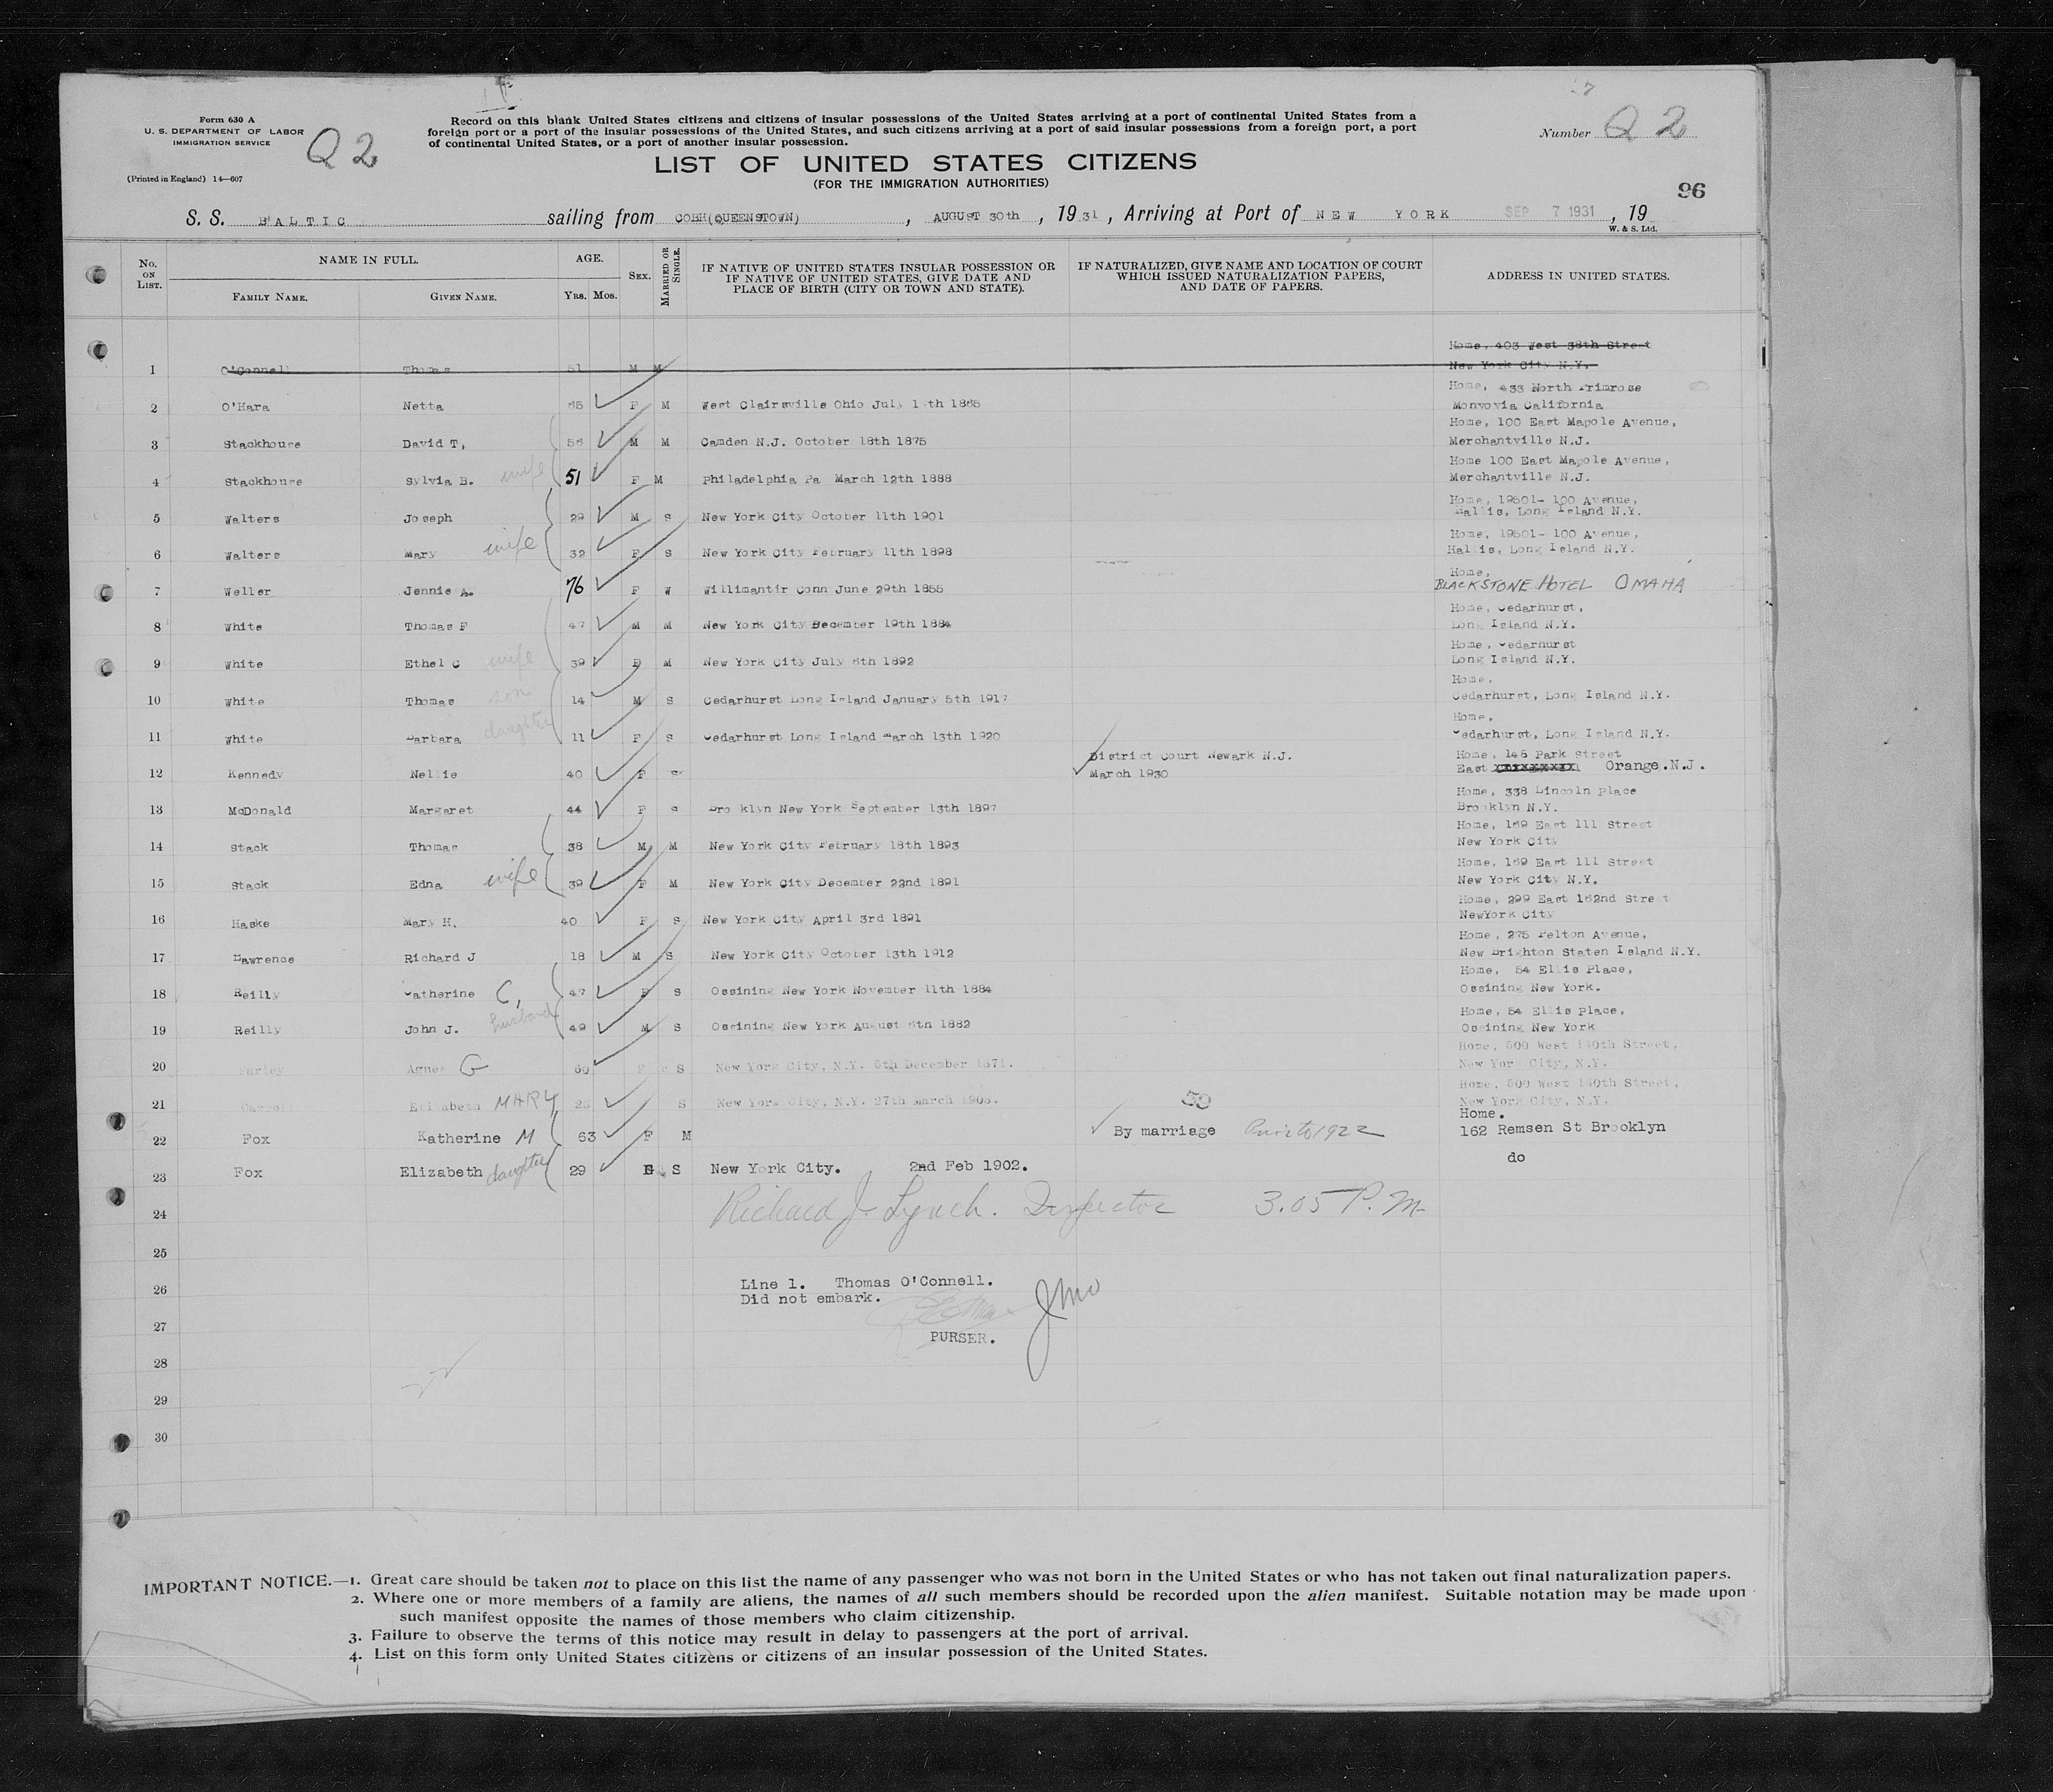 Form 630 A
U. S. DEPARTMENT OF LABOR
IMMIGRATION SERVICE
(Printed in England) 14—607
Q 2
Record on this blank United States citizens and citizens of insular possessions of the United States arriving at a port of continental United States from a
foreign port or a port of the insular possessions of the United States, and such citizens arriving at a port of said insular possessions from a foreign port, a port
of continental United States, or a port of another insular possession.
Number Q 2
LIST OF UNITED STATES CITIZENS
(FOR THE IMMIGRATION AUTHORITIES)
96
S. S. BALTIC sailing from COBH(QUEENSTOWN), AUGUST 30th, 1931, Arriving at Port of NEW YORK SEP 7 1931, 19
W. & S. Ltd.
No. ON LIST. NAME IN FULL. FAMILY NAME. GIVEN NAME. AGE. YRS. MOS. SEX. MARRIED OR SINGLE. IF NATIVE OF UNITED STATES INSULAR POSSESSION OR IF NATIVE OF UNITED STATES, GIVE DATE AND PLACE OF BIRTH (CITY OR TOWN AND STATE). IF NATURALIZED, GIVE NAME AND LOCATION OF COURT WHICH ISSUED NATURALIZATION PAPERS, AND DATE OF PAPERS. ADDRESS IN UNITED STATES.
Home, 403 West 38th Street
1 O'Connell Thomas 51 M M New York City N.Y.
Home, 433 North Primrose
2 O'Hara Netta F M West Clairsville Ohio July Monvovia California
Home, 100 East Mapole Avenue,
3 Stackhouse David T, 56 M M Camden N.J. October 18th 1875 Merchantville N.J.
Home 100 East Mapole Avenue,
4 Stackhouse Sylvia B. wife 51 F M Philadelphia Pa March 12th 1888 Merchantville N.J.
Home, 19501- 100 Avenue,
5 Walters Joseph 29 M S New York City October 11th 1901 Hallis, Long Island N.Y.
Home, 19501- 100 Avenue,
6 Walters Mary wife 32 F S New York City February 11th 1898 Hallis, Long Island N.Y.
Home,
7 Weller Jennie A. 76 F W Willimantir Conn June 29th 1855 BLACKSTONE HOTEL OMAHA
Home, Cedarhurst,
8 White Thomas F 47 M M New York City December 19th 1884 Long Island N.Y.
Home, Cedarhurst
9 White Ethel C wife 39 F M New York City July 6th 1892 Long Island N.Y.
Home.
10 White Thomas son 14 M S Cedarhurst Long Island January 5th 1917 Cedarhurst, Long Island N.Y.
Home,
11 White Barbara daughter 11 F S Cedarhurst Long Island March 13th 1920 Cedarhurst, Long Island N.Y.
District Court Newark N.J. Home, 146 Park Street
12 Kennedy Nellie 40 F S March 1930 East Orange.N.J.
Home, 338 Lincoln Place
13 McDonald Margaret 44 F S Brooklyn New York September 13th 1897 Brooklyn N.Y.
Home, 169 East 111 Street
14 Stack Thomas 38 M M New York City February 18th 1893 New York City
Home, 169 East 111 Street
15 Stack Edna wife 39 F M New York City December 22nd 1891 New York City N.Y.
Home, 299 East 162nd Street
16 Haske Mary H. 40 F S New York City April 3rd 1891 NewYork City
Home, 275 Pelton Avenue,
17 Lawrence Richard J 18 M S New York City October 13th 1912 New Brighton Staten Island N.Y.
Home, 54 Ellis Place,
18 Reilly Catherine C, 47 F S Ossining New York November 11th 1884 Ossining New York.
Home, 54 Ellis Place,
19 Reilly John J. husband 49 M S Ossining New York August 6th 1882 Ossining New York
Home, 500 West 140th Street,
20 Farley Agnes G 60 F S New York City, N.Y. 5th December 1871. New York City, N.Y.
Home, 500 West 140th Street,
21 Carroll Elizabeth MARY S New York City, N.Y. 27th March New York City, N.Y.
Home.
22 Fox Katherine M 63 F M By marriage Prior to 1922 162 Remsen St Brooklyn
23 Fox Elizabeth daughter 29 F S New York City. 2nd Feb 1902. do
24 Richard J. Lynch. Inspector 3.05 P.M.
25
26 Line 1. Thomas O'Connell.
Did not embark.
27 PURSER.
28
29
30
IMPORTANT NOTICE.—1. Great care should be taken not to place on this list the name of any passenger who was not born in the United States or who has not taken out final naturalization papers.
2. Where one or more members of a family are aliens, the names of all such members should be recorded upon the alien manifest. Suitable notation may be made upon
such manifest opposite the names of those members who claim citizenship.
3. Failure to observe the terms of this notice may result in delay to passengers at the port of arrival.
4. List on this form only United States citizens or citizens of an insular possession of the United States.